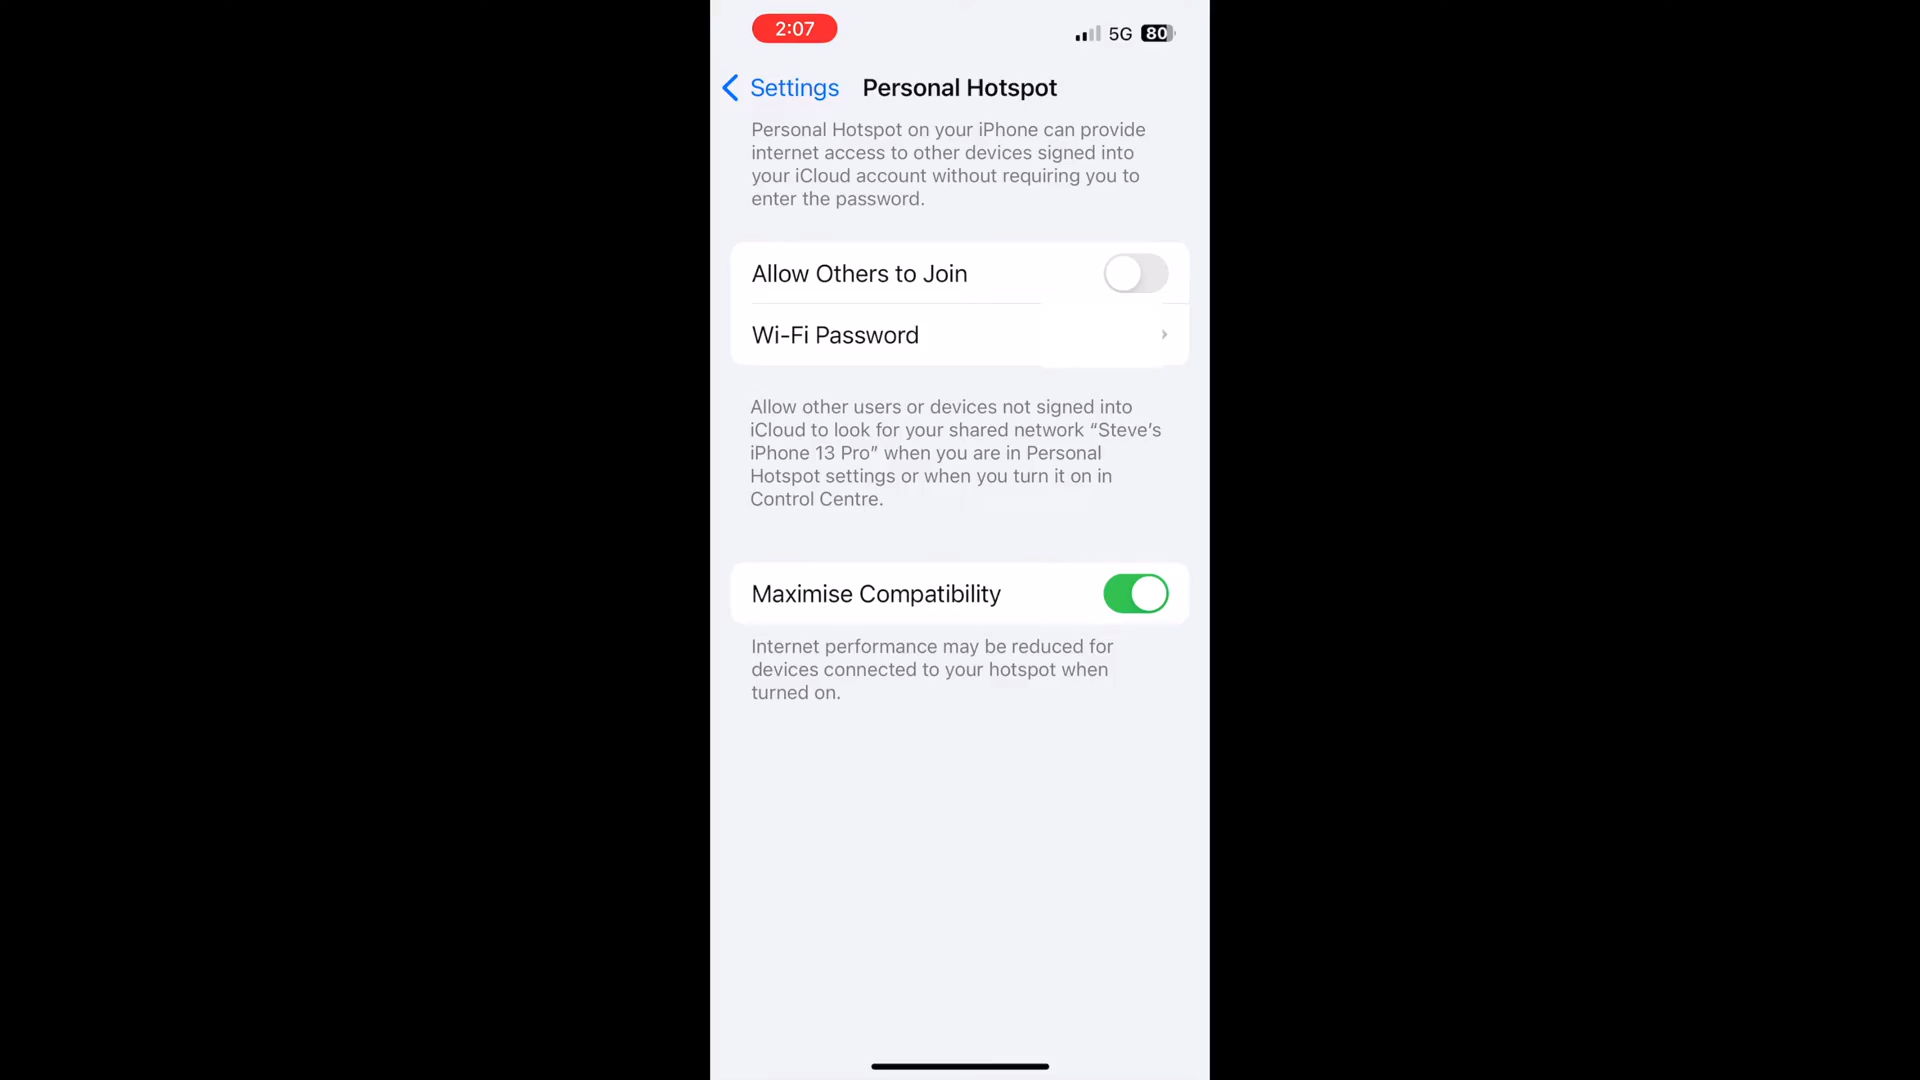 2:07
5G 80
Settings Personal Hotspot
Personal Hotspot on your iPhone can provide
internet access to other devices signed into
your iCloud account without requiring you to
enter the password.
Allow Others to Join
Wi-Fi Password
Allow other users or devices not signed into
iCloud to look for your shared network “Steve’s
iPhone 13 Pro” when you are in Personal
Hotspot settings or when you turn it on in
Control Centre.
Maximise Compatibility
Internet performance may be reduced for
devices connected to your hotspot when
turned on.